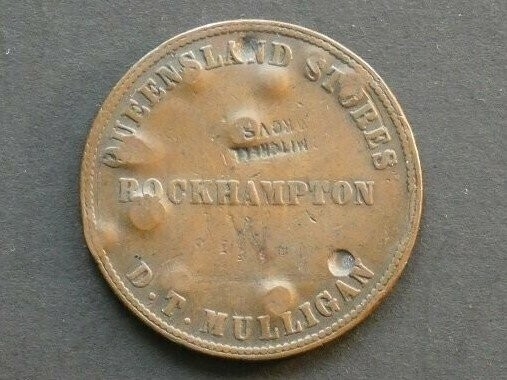 QUEENSLAND STORES
ROCKHAMPTON
D. T. MULLIGAN